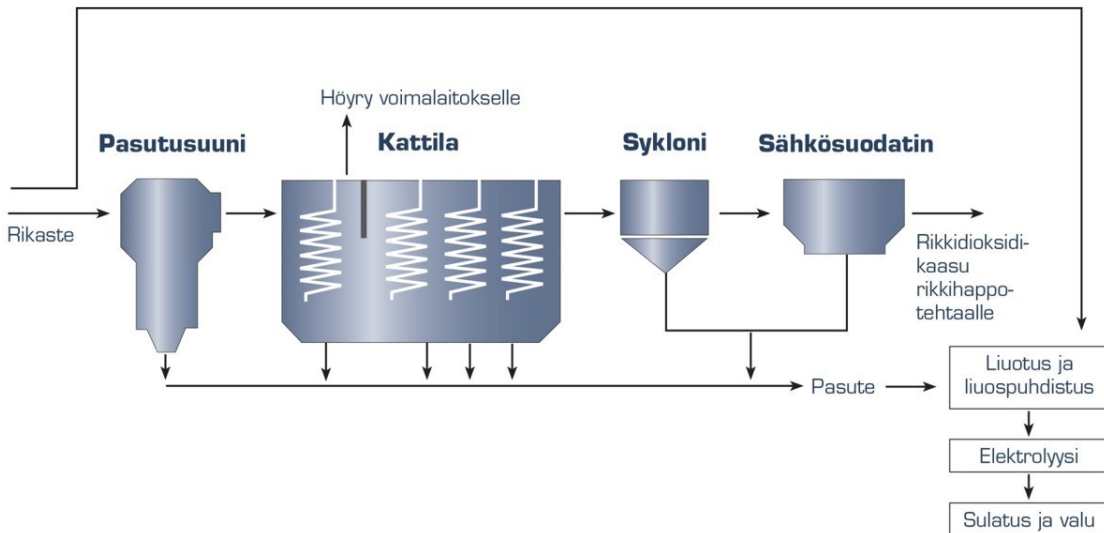 Höyry voimalaitokselle
Pasutusuuni
Kattila
Sykloni
Sähkösuodatin
Rikaste
Rikkidioksidi-
kaasu
rikkihappo-
tehtaalle
Pasute
Liuotus ja
liuospuhdistus
Elektrolyysi
Sulatus ja valu